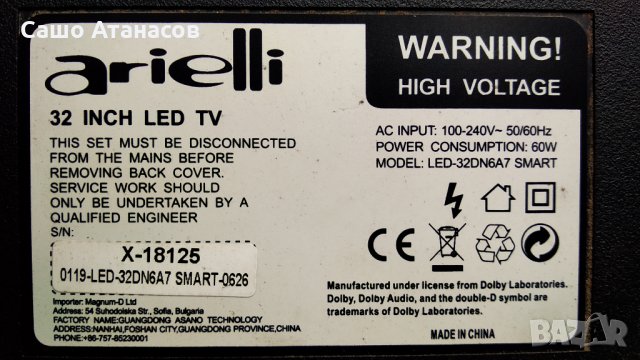 Сашо Атанасов
arielli
WARNING!
HIGH VOLTAGE
32 INCH LED TV
THIS SET MUST BE DISCONNECTED
FROM THE MAINS BEFORE
REMOVING BACK COVER.
SERVICE WORK SHOULD
ONLY BE UNDERTAKEN BY A
QUALIFIED ENGINEER
S/N:
X-18125
0119-LED-32DN6A7 SMART-0626
Importer: Magnum-D Ltd
Address: 54 Suhodolska Str., Sofia, Bulgaria
FACTORY NAME:GUANGDONG ASANO TECHNOLOGY
ADDRESS:NANHAI,FOSHAN CITY,GUANGDONG PROVINCE,CHINA
PHONE:+86-757-85230001
AC INPUT: 100-240V~ 50/60Hz
POWER CONSUMPTION: 60W
MODEL: LED-32DN6A7 SMART
CE
Manufactured under license from Dolby Laboratories.
Dolby, Dolby Audio, and the double-D symbol are
trademarks of Dolby Laboratories.
MADE IN CHINA
BAZAR